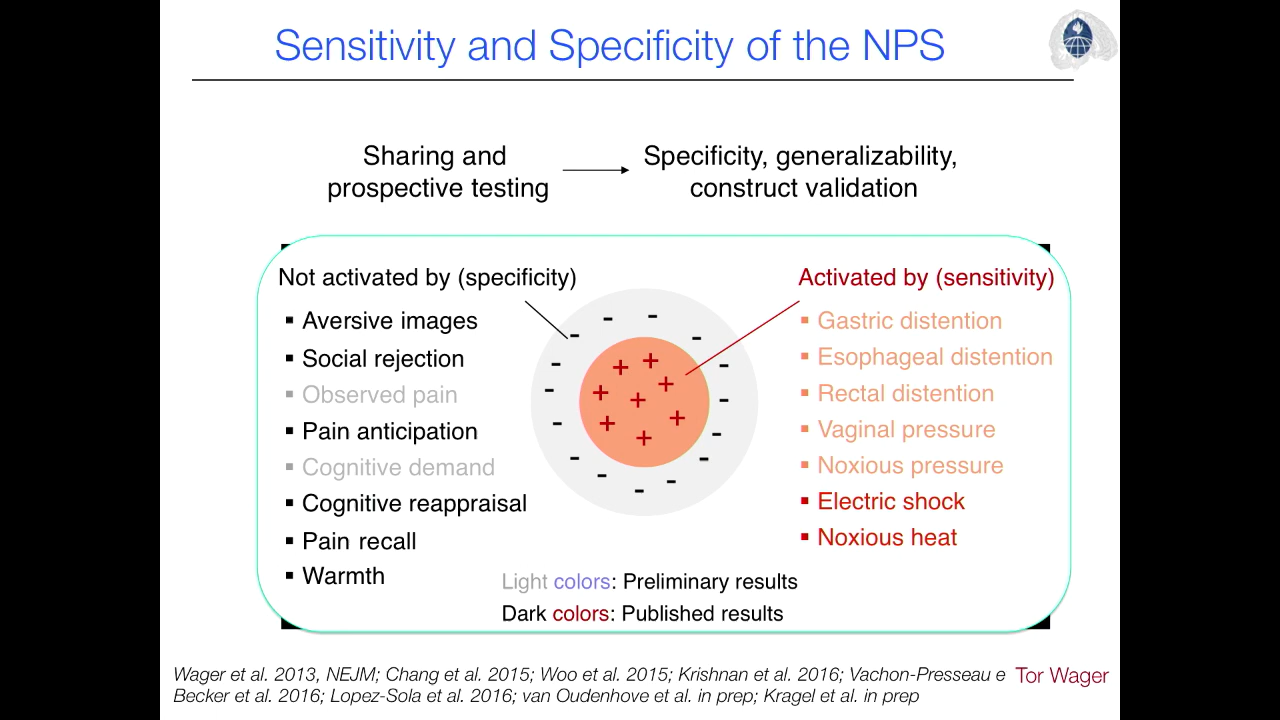 Sensitivity and Specificity of the NPS
Sharing and
prospective testing
Specificity, generalizability,
construct validation
Not activated by (specificity)
▪ Aversive images
▪ Social rejection
▪ Observed pain
▪ Pain anticipation
▪ Cognitive demand
▪ Cognitive reappraisal
▪ Pain recall
▪ Warmth
Activated by (sensitivity)
▪ Gastric distention
▪ Esophageal distention
▪ Rectal distention
▪ Vaginal pressure
▪ Noxious pressure
▪ Electric shock
▪ Noxious heat
Light colors: Preliminary results
Dark colors: Published results
Wager et al. 2013, NEJM; Chang et al. 2015; Woo et al. 2015; Krishnan et al. 2016; Vachon-Presseau e
Becker et al. 2016; Lopez-Sola et al. 2016; van Oudenhove et al. in prep; Kragel et al. in prep
Tor Wager